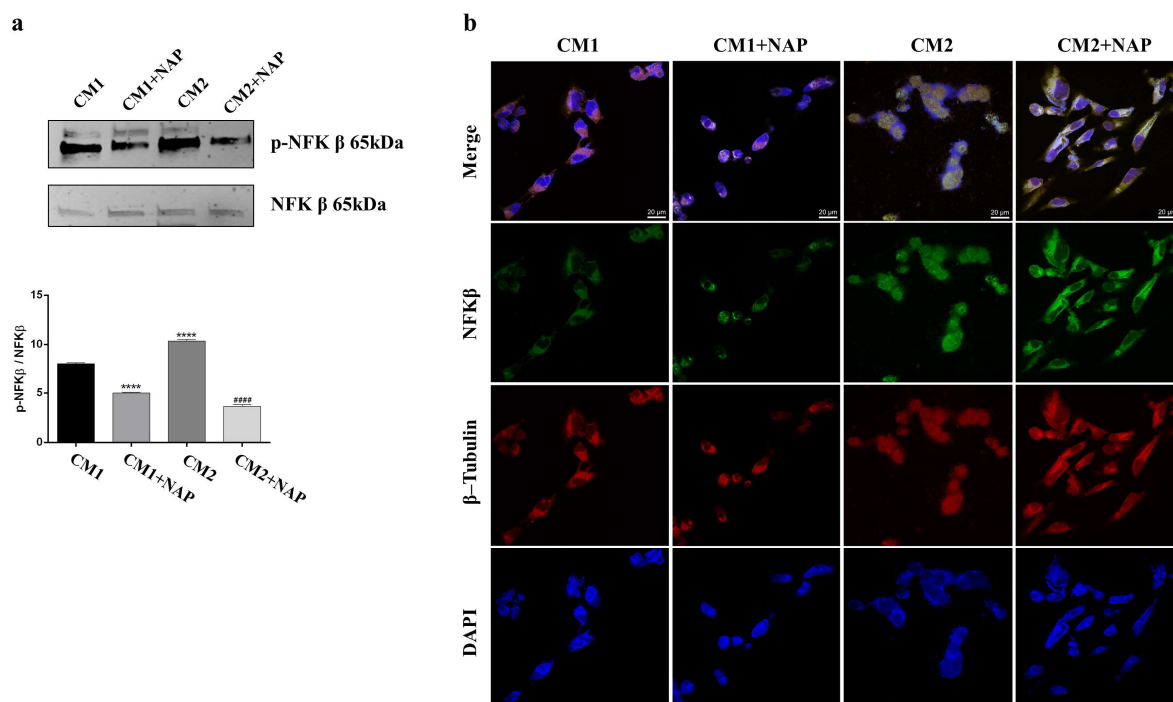 a
CM1 CM1+NAP CM2 CM2+NAP
p-NFK β 65kDa
NFK β 65kDa
p-NFKβ / NFKβ
15
10
5
0
****
****
####
CM1 CM1+NAP CM2 CM2+NAP
b
CM1 CM1+NAP CM2 CM2+NAP
Merge
20 µm 20 µm 20 µm 20 µm
NFKβ
β–Tubulin
DAPI